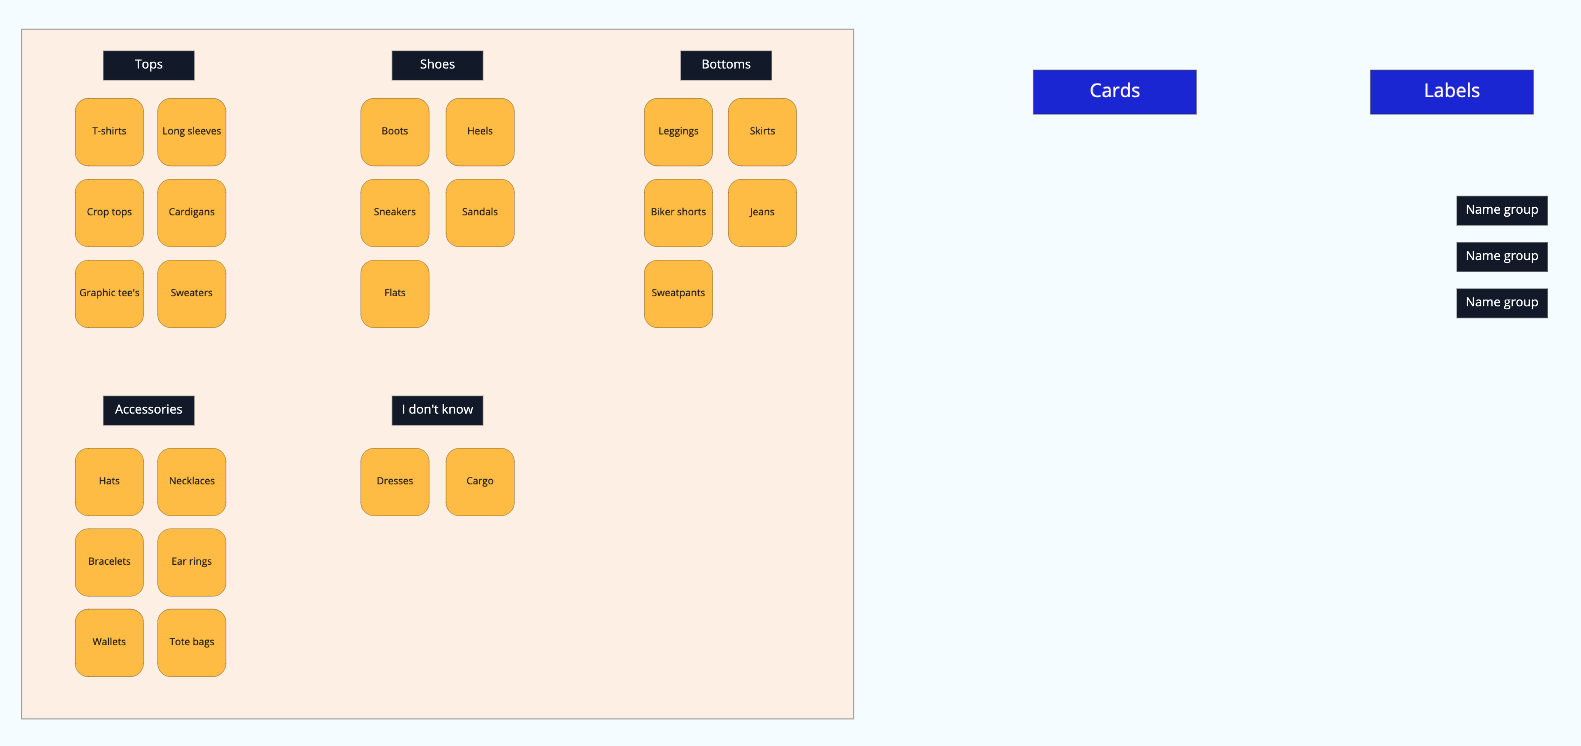 Tops
Shoes
Bottoms
Cards
Labels
T-shirts
Long sleeves
Boots
Heels
Leggings
Skirts
Crop tops
Cardigans
Sneakers
Sandals
Biker shorts
Jeans
Name group
Name group
Name group
Graphic tee's
Sweaters
Flats
Sweatpants
Accessories
I don't know
Hats
Necklaces
Dresses
Cargo
Bracelets
Ear rings
Wallets
Tote bags